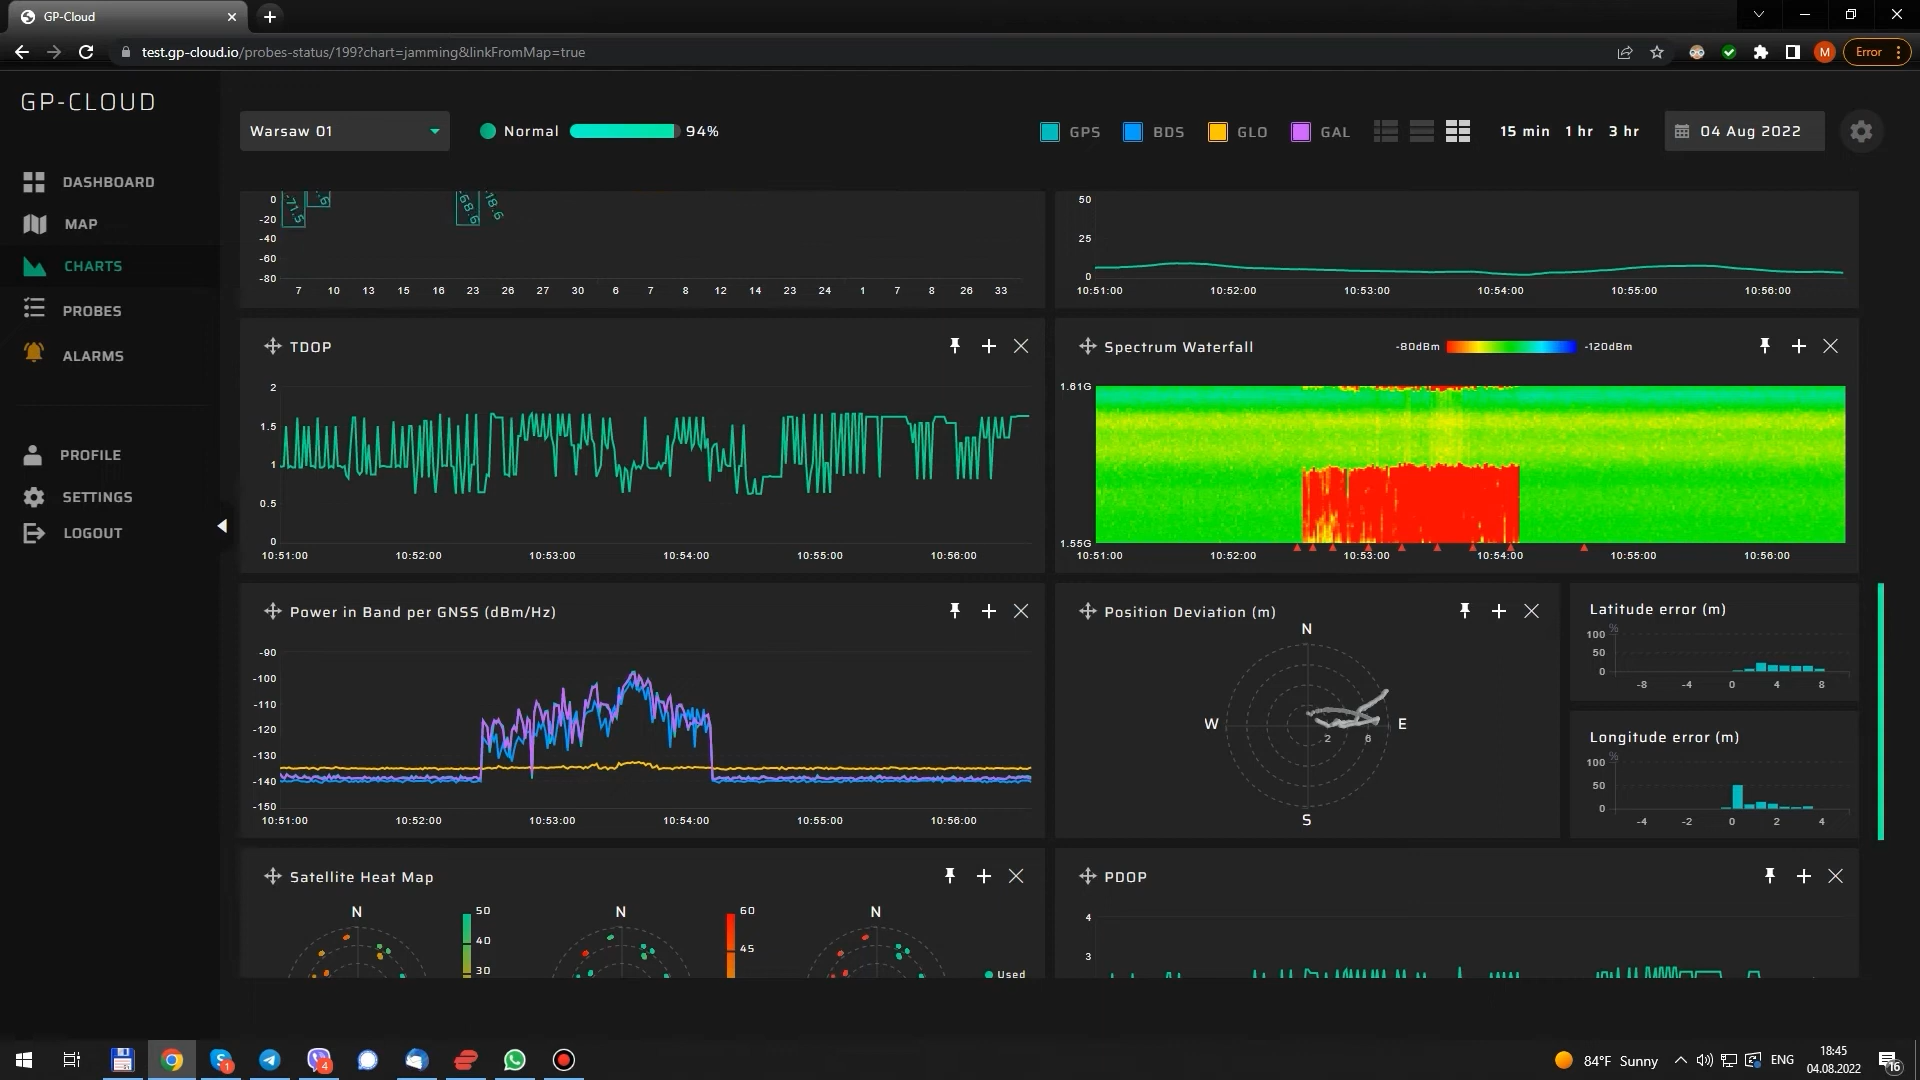 GP-Cloud
test.gp-cloud.io/probes-status/199?chart=jamming&linkFromMap=true
M
Error
GP-CLOUD
Warsaw 01
Normal
94%
GPS
BDS
GLO
GAL
15 min
1 hr
3 hr
04 Aug 2022
DASHBOARD
MAP
CHARTS
PROBES
ALARMS
PROFILE
SETTINGS
LOGOUT
0
-20
-40
-60
-80
-71.5
-68.6
-18.6
7 10 13 15 16 23 26 27 30 6 7 8 12 14 23 24 1 7 8 26 33
50
25
0
10:51:00 10:52:00 10:53:00 10:54:00 10:55:00 10:56:00
TDOP
2
1.5
1
0.5
0
10:51:00 10:52:00 10:53:00 10:54:00 10:55:00 10:56:00
Spectrum Waterfall
-80dBm
-120dBm
1.61G
1.55G
10:51:00 10:52:00 10:53:00 10:54:00 10:55:00 10:56:00
Power in Band per GNSS (dBm/Hz)
-90
-100
-110
-120
-130
-140
-150
10:51:00 10:52:00 10:53:00 10:54:00 10:55:00 10:56:00
Position Deviation (m)
N
W
E
S
2 6
Latitude error (m)
%
100
50
0
-8 -4 0 4 8
Longitude error (m)
%
100
50
0
-4 -2 0 2 4
Satellite Heat Map
N
50
40
30
N
60
45
N
Used
PDOP
4
3
1
4
84°F Sunny
ENG
18:45
04.08.2022
16